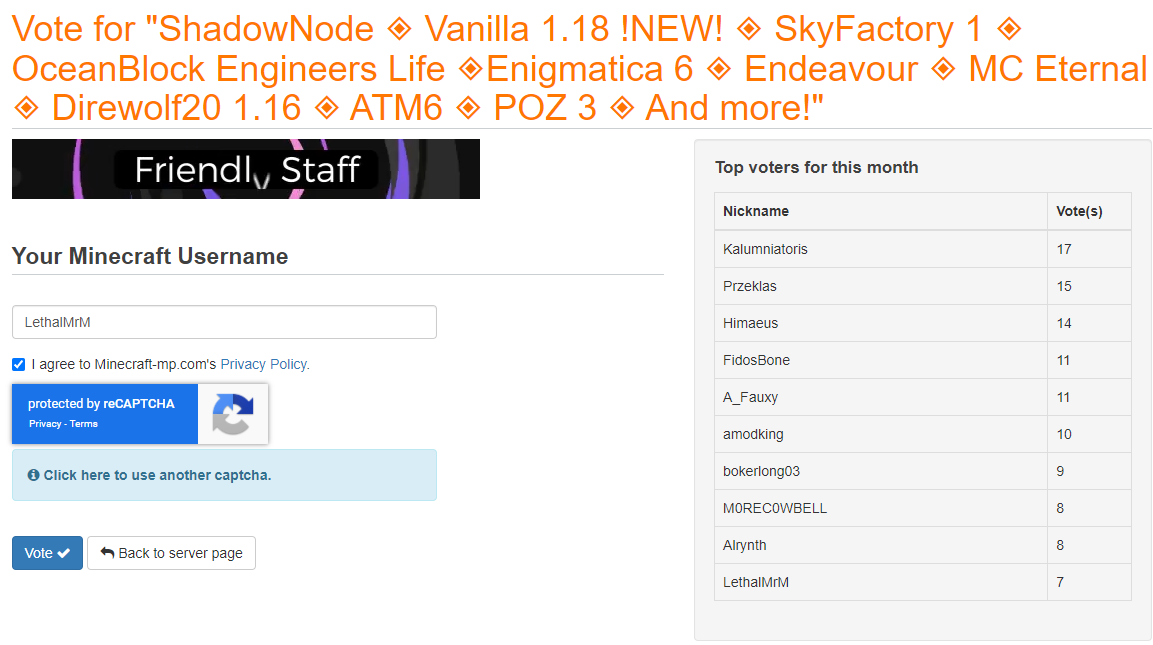 Vote for "ShadowNode ◈ Vanilla 1.18 !NEW! ◈ SkyFactory 1 ◈
OceanBlock Engineers Life ◈Enigmatica 6 ◈ Endeavour ◈ MC Eternal
◈ Direwolf20 1.16 ◈ ATM6 ◈ POZ 3 ◈ And more!"
Friendly Staff
Your Minecraft Username
LethalMrM
I agree to Minecraft-mp.com's Privacy Policy.
protected by reCAPTCHA
Privacy - Terms
Click here to use another captcha.
Vote
Back to server page
Top voters for this month
Nickname Vote(s)
Kalumniatoris 17
Przeklas 15
Himaeus 14
FidosBone 11
A_Fauxy 11
amodking 10
bokerlong03 9
M0REC0WBELL 8
Alrynth 8
LethalMrM 7